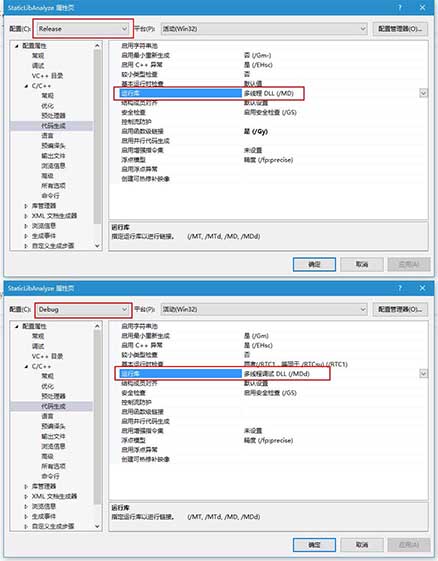 StaticLibAnalyze 属性页
配置(C): Release 平台(P): 活动(Win32) 配置管理器(O)...
配置属性
常规
调试
VC++ 目录
C/C++
常规
优化
预处理器
代码生成
语言
预编译头
输出文件
浏览信息
高级
所有选项
命令行
库管理器
XML 文档生成器
浏览信息
生成事件
自定义生成步骤
启用字符串池
启用最小重新生成 否 (/Gm-)
启用 C++ 异常 是 (/EHsc)
较小类型检查 否
基本运行时检查 默认值
运行库 多线程 DLL (/MD)
结构成员对齐 默认设置
安全检查 启用安全检查 (/GS)
控制流防护
启用函数级链接 是 (/Gy)
启用并行代码生成
启用增强指令集 未设置
浮点模型 精度 (/fp:precise)
启用浮点异常
创建可热修补映像
运行库
指定运行库以进行链接。 (/MT, /MTd, /MD, /MDd)
确定 取消 应用(A)
StaticLibAnalyze 属性页
配置(C): Debug 平台(P): 活动(Win32) 配置管理器(O)...
配置属性
常规
调试
VC++ 目录
C/C++
常规
优化
预处理器
代码生成
语言
预编译头
输出文件
浏览信息
高级
所有选项
命令行
库管理器
XML 文档生成器
浏览信息
生成事件
自定义生成步骤
启用字符串池
启用最小重新生成 是 (/Gm)
启用 C++ 异常 是 (/EHsc)
较小类型检查 否
基本运行时检查 两者(/RTC1，等同于 /RTCsu) (/RTC1)
运行库 多线程调试 DLL (/MDd)
结构成员对齐 默认设置
安全检查 启用安全检查 (/GS)
控制流防护
启用函数级链接
启用并行代码生成
启用增强指令集 未设置
浮点模型 精度 (/fp:precise)
启用浮点异常
创建可热修补映像
运行库
指定运行库以进行链接。 (/MT, /MTd, /MD, /MDd)
确定 取消 应用(A)